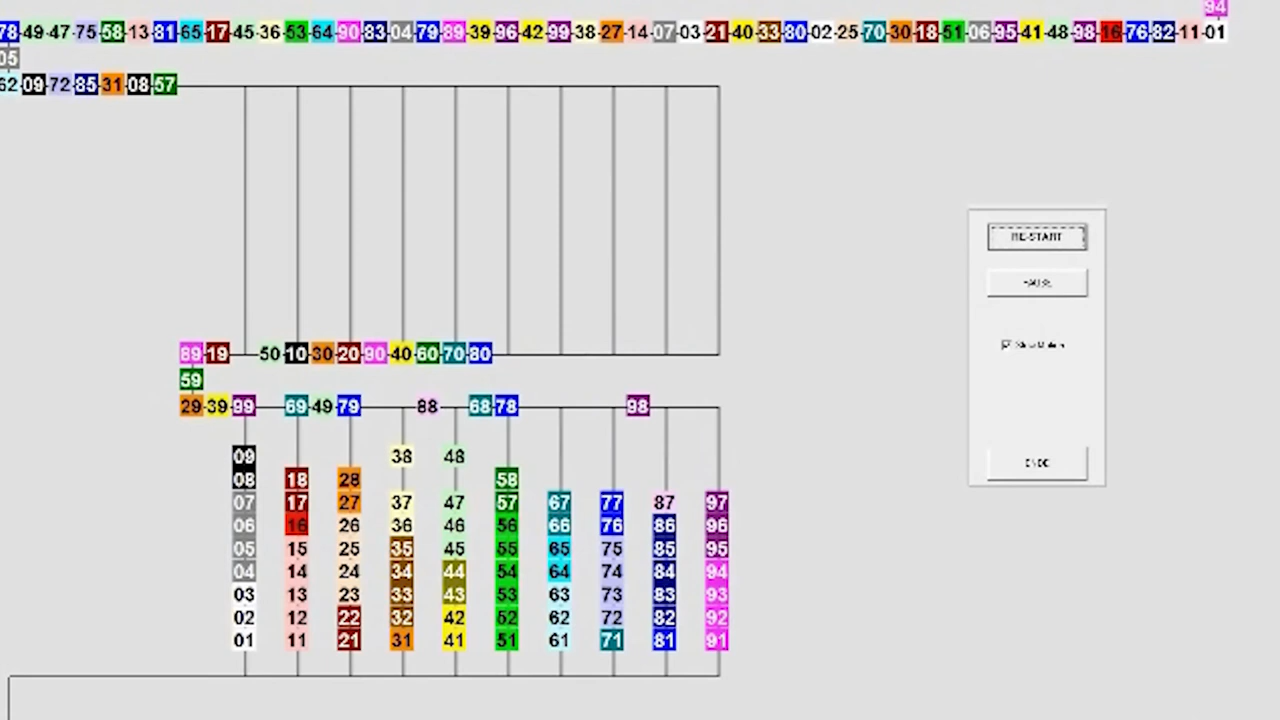 94
78-49-47-75-58-13-81-65-17-45-36-53-64-90-83-04-79-89-39-96-42-99-38-27-14-07-03-21-40-33-80-02-25-70-30-18-51-06-95-41-48-98-16-76-82-11-01
05
62-09-72-85-31-08-57
RE-START
PAUSE
89-19 50-10-30-20-90-40-60-70-80
59
29-39-99 69-49-79 88 68-78 98
09 38 48
08 18 28 58
07 17 27 37 47 57 67 77 87 97
06 16 26 36 46 56 66 76 86 96
05 15 25 35 45 55 65 75 85 95
04 14 24 34 44 54 64 74 84 94
03 13 23 33 43 53 63 73 83 93
02 12 22 32 42 52 62 72 82 92
01 11 21 31 41 51 61 71 81 91
ENDE